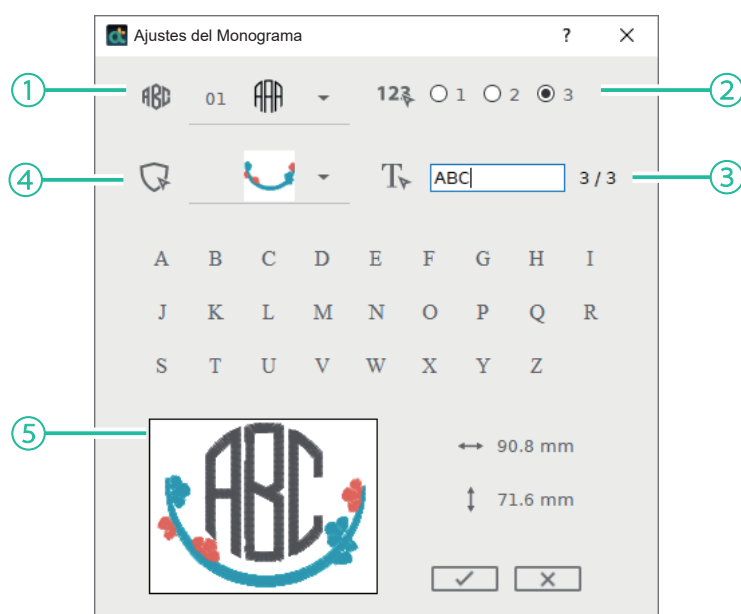 Ajustes del Monograma ? ×
① ABC 01 AAA 123 1 2 3 ②
④ T ABC 3 / 3 ③
A B C D E F G H I
J K L M N O P Q R
S T U V W X Y Z
⑤ ABC
90.8 mm
71.6 mm